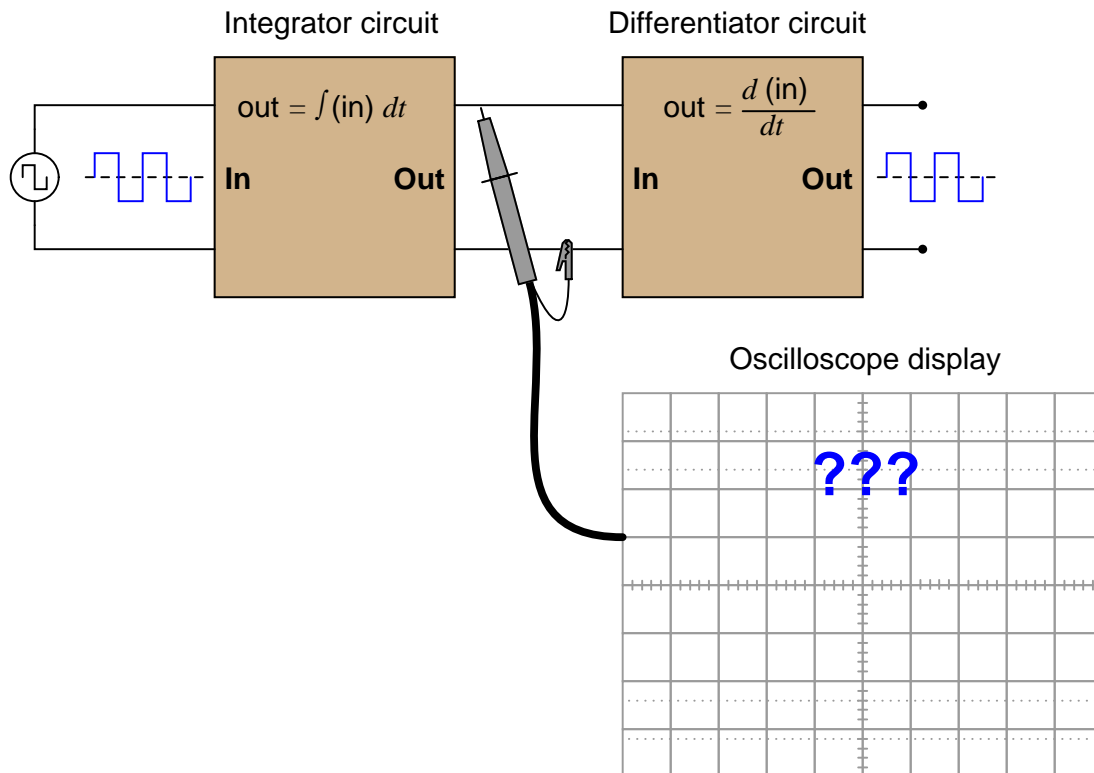 Integrator circuit
Differentiator circuit
out = ∫(in) dt
out = d (in)
dt
In
Out
In
Out
Oscilloscope display
???